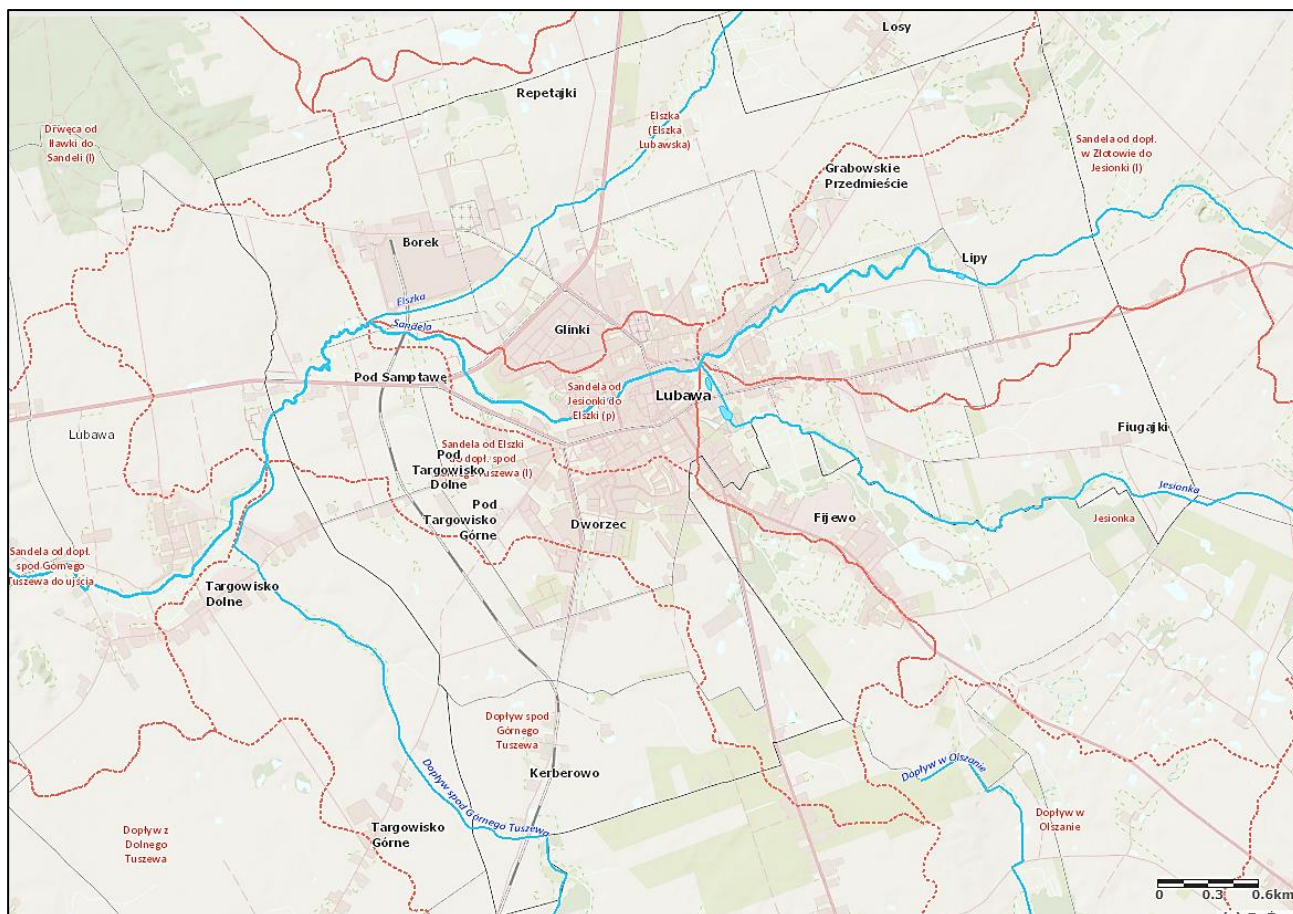 Losy
Repetajki
Drwęca od
Iławki do
Sandeli (l)
Elszka
(Elszka
Lubawska)
Sandela od dopł.
w Złotowie do
Jesionki (l)
Grabowskie
Przedmieście
Borek
Lipy
Elszka
Sandela
Glinki
Pod Samptawę
Sandela od
Jesionki do
Elszki (p)
Lubawa
Lubawa
Fiugajki
Sandela od Elszki
do dopł. spod
Pod
Targowisko
Dolne
Jesionka
Pod
Targowisko
Górne
Dworzec
Fijewo
Jesionka
Sandela od dopł.
spod Górnego
Tuszewa do ujścia
Targowisko
Dolne
Dopływ spod
Górnego
Tuszewa
Kerberowo
Dopływ w Olszanie
Dopływ spod Górnego Tuszewa
Dopływ z
Dolnego
Tuszewa
Targowisko
Górne
Dopływ w
Olszanie
0 0.3 0.6km